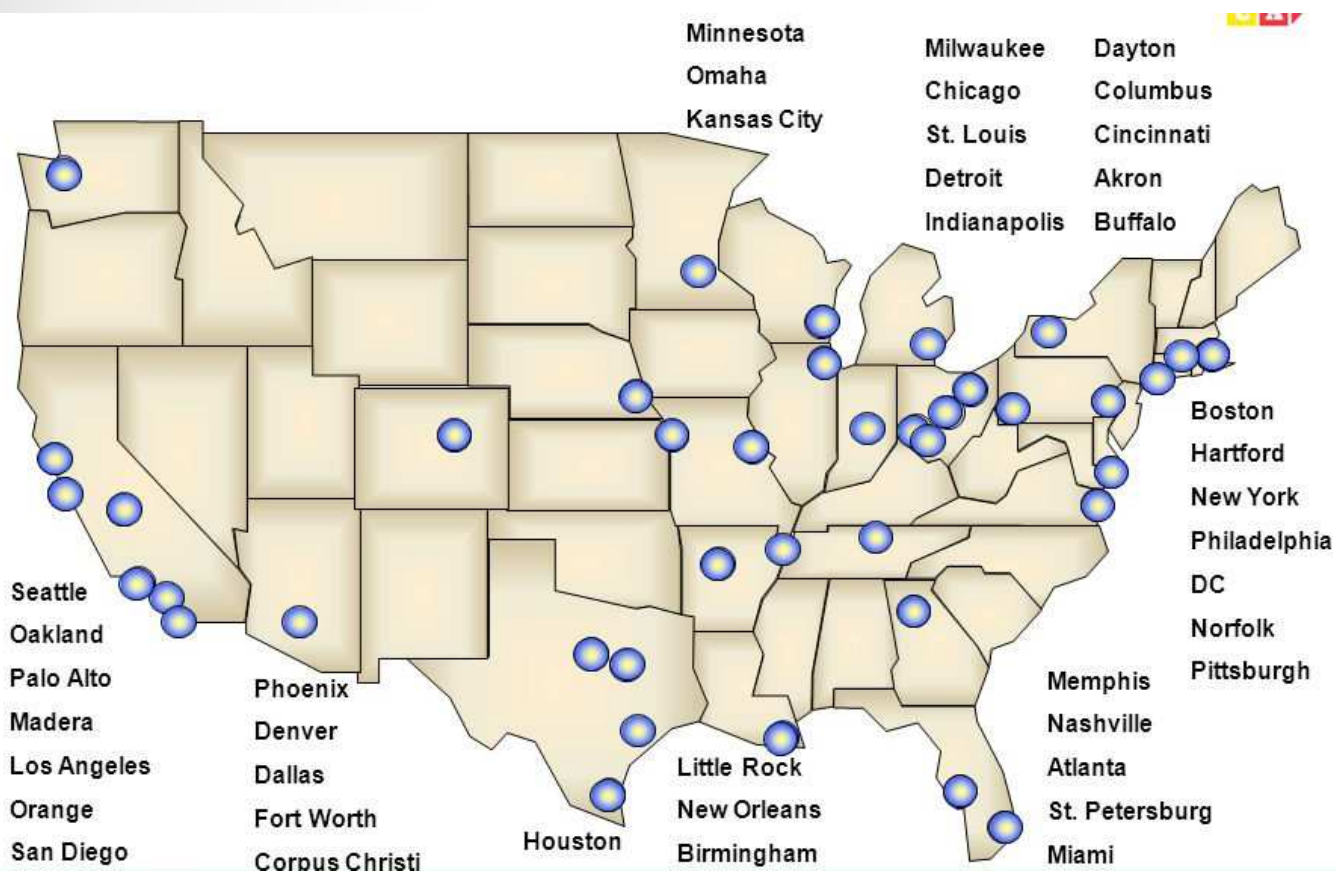 Minnesota
Omaha
Kansas City
Milwaukee
Chicago
St. Louis
Detroit
Indianapolis
Dayton
Columbus
Cincinnati
Akron
Buffalo
Boston
Hartford
New York
Philadelphia
DC
Norfolk
Pittsburgh
Seattle
Oakland
Palo Alto
Madera
Los Angeles
Orange
San Diego
Phoenix
Denver
Dallas
Fort Worth
Corpus Christi
Houston
Little Rock
New Orleans
Birmingham
Memphis
Nashville
Atlanta
St. Petersburg
Miami